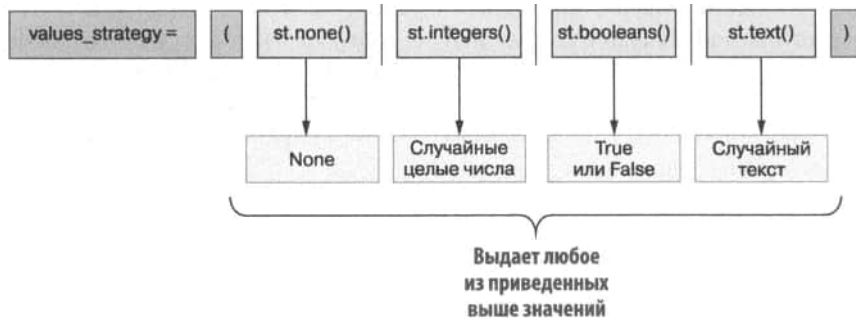 values_strategy = ( st.none() | st.integers() | st.booleans() | st.text() )
None
Случайные
целые числа
True
или False
Случайный
текст
Выдает любое
из приведенных
выше значений